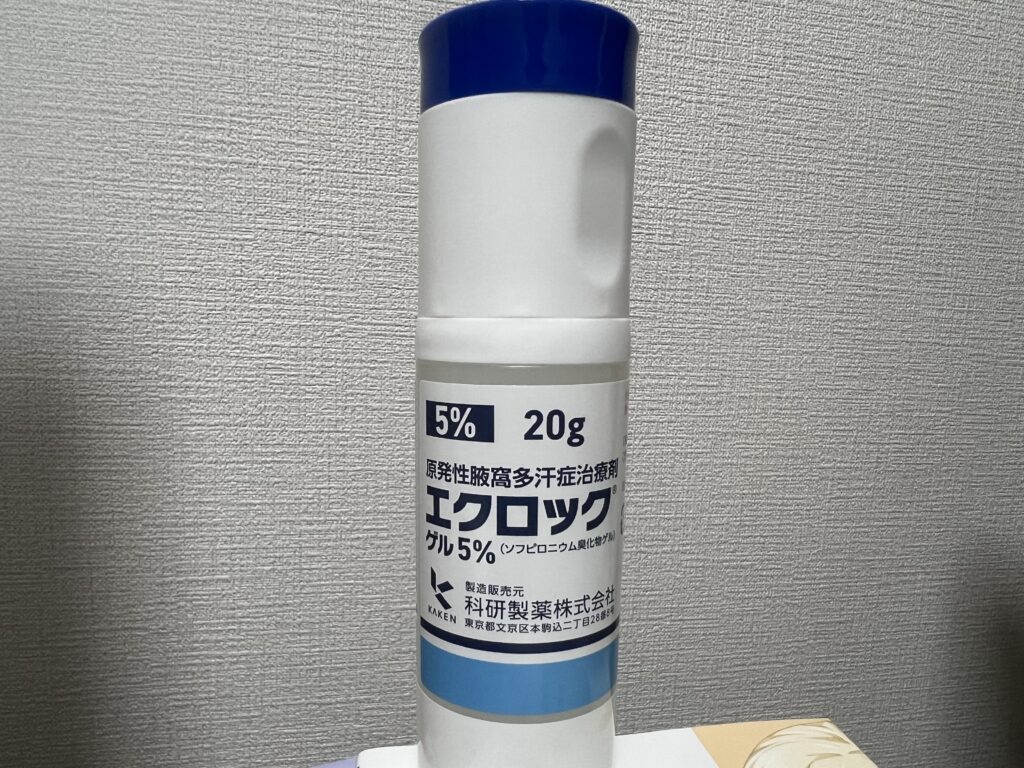 5% 20g
原発性腋窩多汗症治療剤
エクロック®
ゲル5% (ソフピロニウム臭化物ゲル)
製造販売元
KAKEN 科研製薬株式会社
東京都文京区本駒込二丁目28番8号